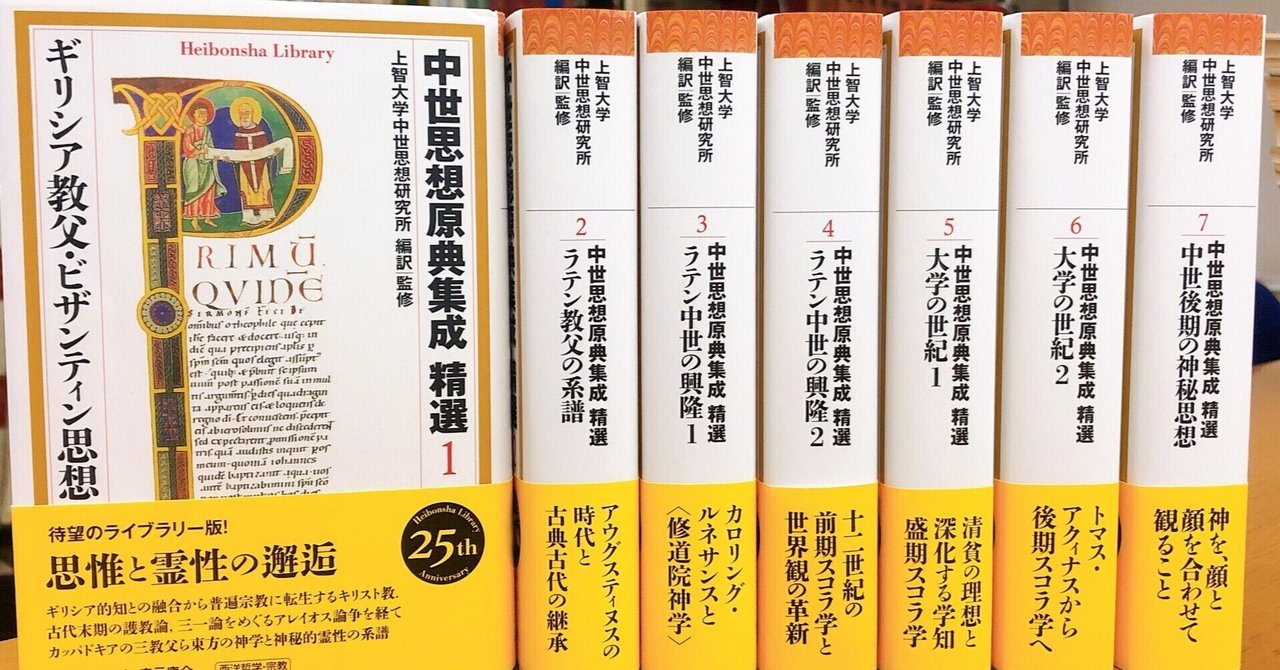 Heibonsha Library
中世思想原典集成 精選 1
上智大学中世思想研究所 編訳/監修
ギリシア教父・ビザンティン思想
RIMŪ
QVIDĒ
待望のライブラリー版!
思惟と霊性の邂逅
ギリシア的知との融合から普遍宗教に転生するキリスト教。
古代末期の護教論、三一論をめぐるアレイオス論争を経て
カッパドキアの三教父ら東方の神学と神秘的霊性の系譜
西洋哲学・宗教
Heibonsha Library
25th
Anniversary
上智大学
中世思想研究所
編訳/監修
2
中世思想原典集成 精選
ラテン教父の系譜
アウグスティヌスの
時代と
古典古代の継承
上智大学
中世思想研究所
編訳/監修
3
中世思想原典集成 精選
ラテン中世の興隆1
カロリング・
ルネサンスと
〈修道院神学〉
上智大学
中世思想研究所
編訳/監修
4
中世思想原典集成 精選
ラテン中世の興隆2
十二世紀の
前期スコラ学と
世界観の革新
上智大学
中世思想研究所
編訳/監修
5
中世思想原典集成 精選
大学の世紀1
清貧の理想と
深化する学知
盛期スコラ学
上智大学
中世思想研究所
編訳/監修
6
中世思想原典集成 精選
大学の世紀2
トマス・
アクィナスから
後期スコラ学へ
上智大学
中世思想研究所
編訳/監修
7
中世思想原典集成 精選
中世後期の神秘思想
神を、顔と
顔を合わせて
観ること